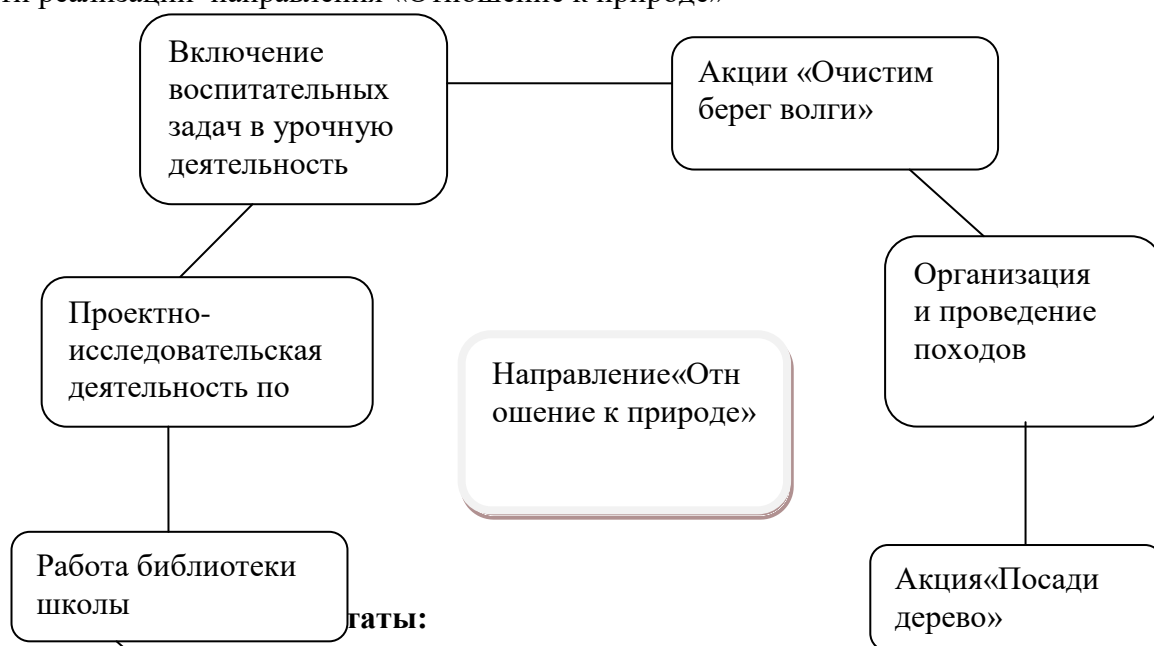 реализации направления «Отношение к природе»
Включение
воспитательных
задач в урочную
деятельность
Акции «Очистим
берег волги»
Проектно-
исследовательская
деятельность по
Направление«Отн
ошение к природе»
Организация
и проведение
походов
Работа библиотеки
школы
таты:
Акция«Посади
дерево»